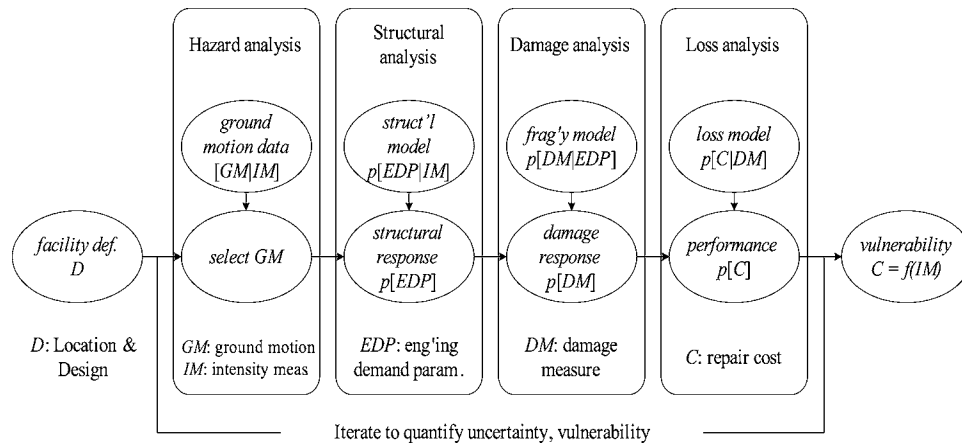 Hazard analysis
Structural
analysis
Damage analysis
Loss analysis
ground
motion data
[GM|IM]
struct'l
model
p[EDP|IM]
frag'y model
p[DM|EDP]
loss model
p[C|DM]
facility def.
D
select GM
structural
response
p[EDP]
damage
response
p[DM]
performance
p[C]
vulnerability
C = f(IM)
D: Location &
Design
GM: ground motion
IM: intensity meas.
EDP: eng'ing
demand param.
DM: damage
measure
C: repair cost
Iterate to quantify uncertainty, vulnerability